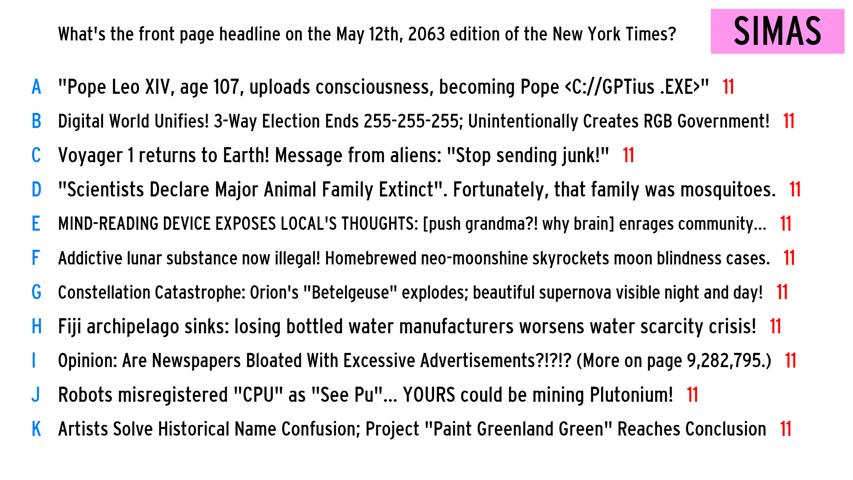 What's the front page headline on the May 12th, 2063 edition of the New York Times?
SIMAS
A "Pope Leo XIV, age 107, uploads consciousness, becoming Pope <C://GPTius .EXE>" 11
B Digital World Unifies! 3-Way Election Ends 255-255-255; Unintentionally Creates RGB Government! 11
C Voyager 1 returns to Earth! Message from aliens: "Stop sending junk!" 11
D "Scientists Declare Major Animal Family Extinct". Fortunately, that family was mosquitoes. 11
E MIND-READING DEVICE EXPOSES LOCAL'S THOUGHTS: [push grandma?! why brain] enrages community... 11
F Addictive lunar substance now illegal! Homebrewed neo-moonshine skyrockets moon blindness cases. 11
G Constellation Catastrophe: Orion's "Betelgeuse" explodes; beautiful supernova visible night and day! 11
H Fiji archipelago sinks: losing bottled water manufacturers worsens water scarcity crisis! 11
I Opinion: Are Newspapers Bloated With Excessive Advertisements?!?!? (More on page 9,282,795.) 11
J Robots misregistered "CPU" as "See Pu"... YOURS could be mining Plutonium! 11
K Artists Solve Historical Name Confusion; Project "Paint Greenland Green" Reaches Conclusion 11